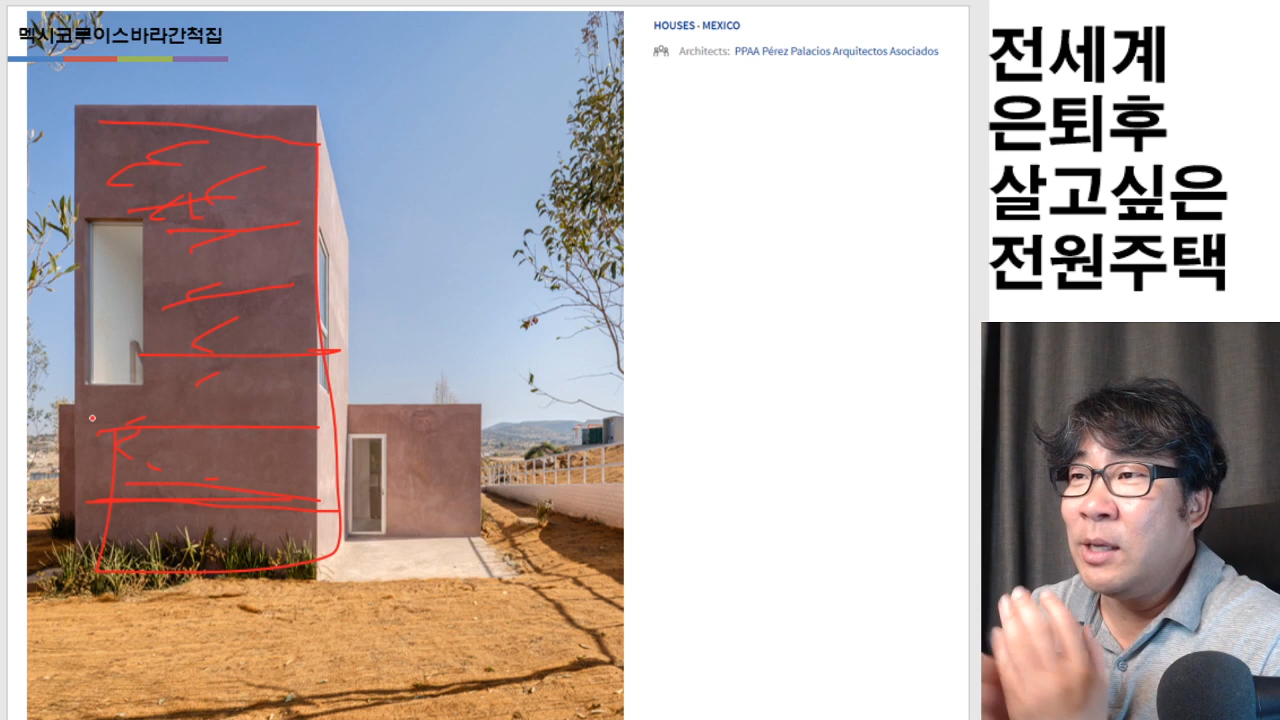 멕시코루이스바라간척집
HOUSES · MEXICO
Architects: PPAA Pérez Palacios Arquitectos Asociados
전세계
은퇴후
살고싶은
전원주택